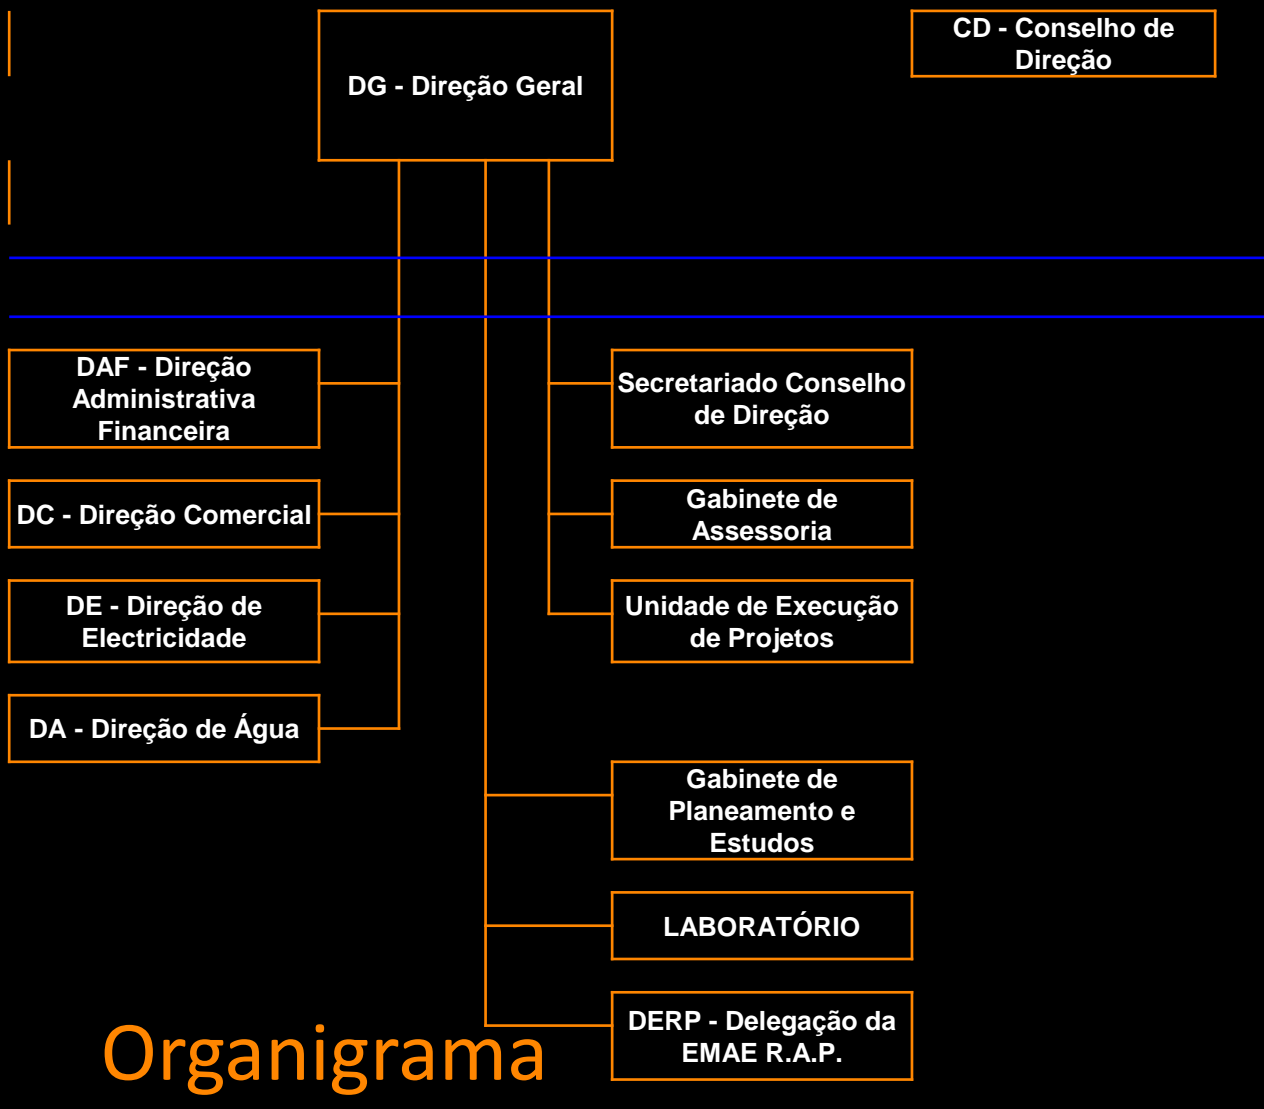 DG - Direção Geral
CD - Conselho de
Direção
DAF - Direção
Administrativa
Financeira
DC - Direção Comercial
DE - Direção de
Electricidade
DA - Direção de Água
Secretariado Conselho
de Direção
Gabinete de
Assessoria
Unidade de Execução
de Projetos
Gabinete de
Planeamento e
Estudos
LABORATÓRIO
DERP - Delegação da
EMAE R.A.P.
Organigrama